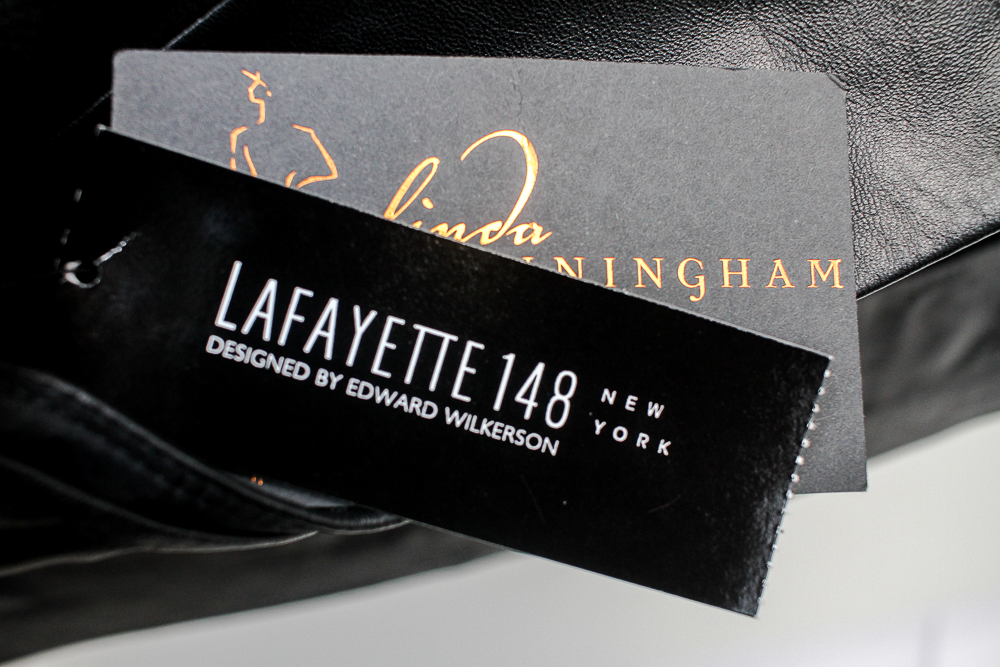 linda
NINGHAM
LAFAYETTE 148
DESIGNED BY EDWARD WILKERSON
NEW
YORK